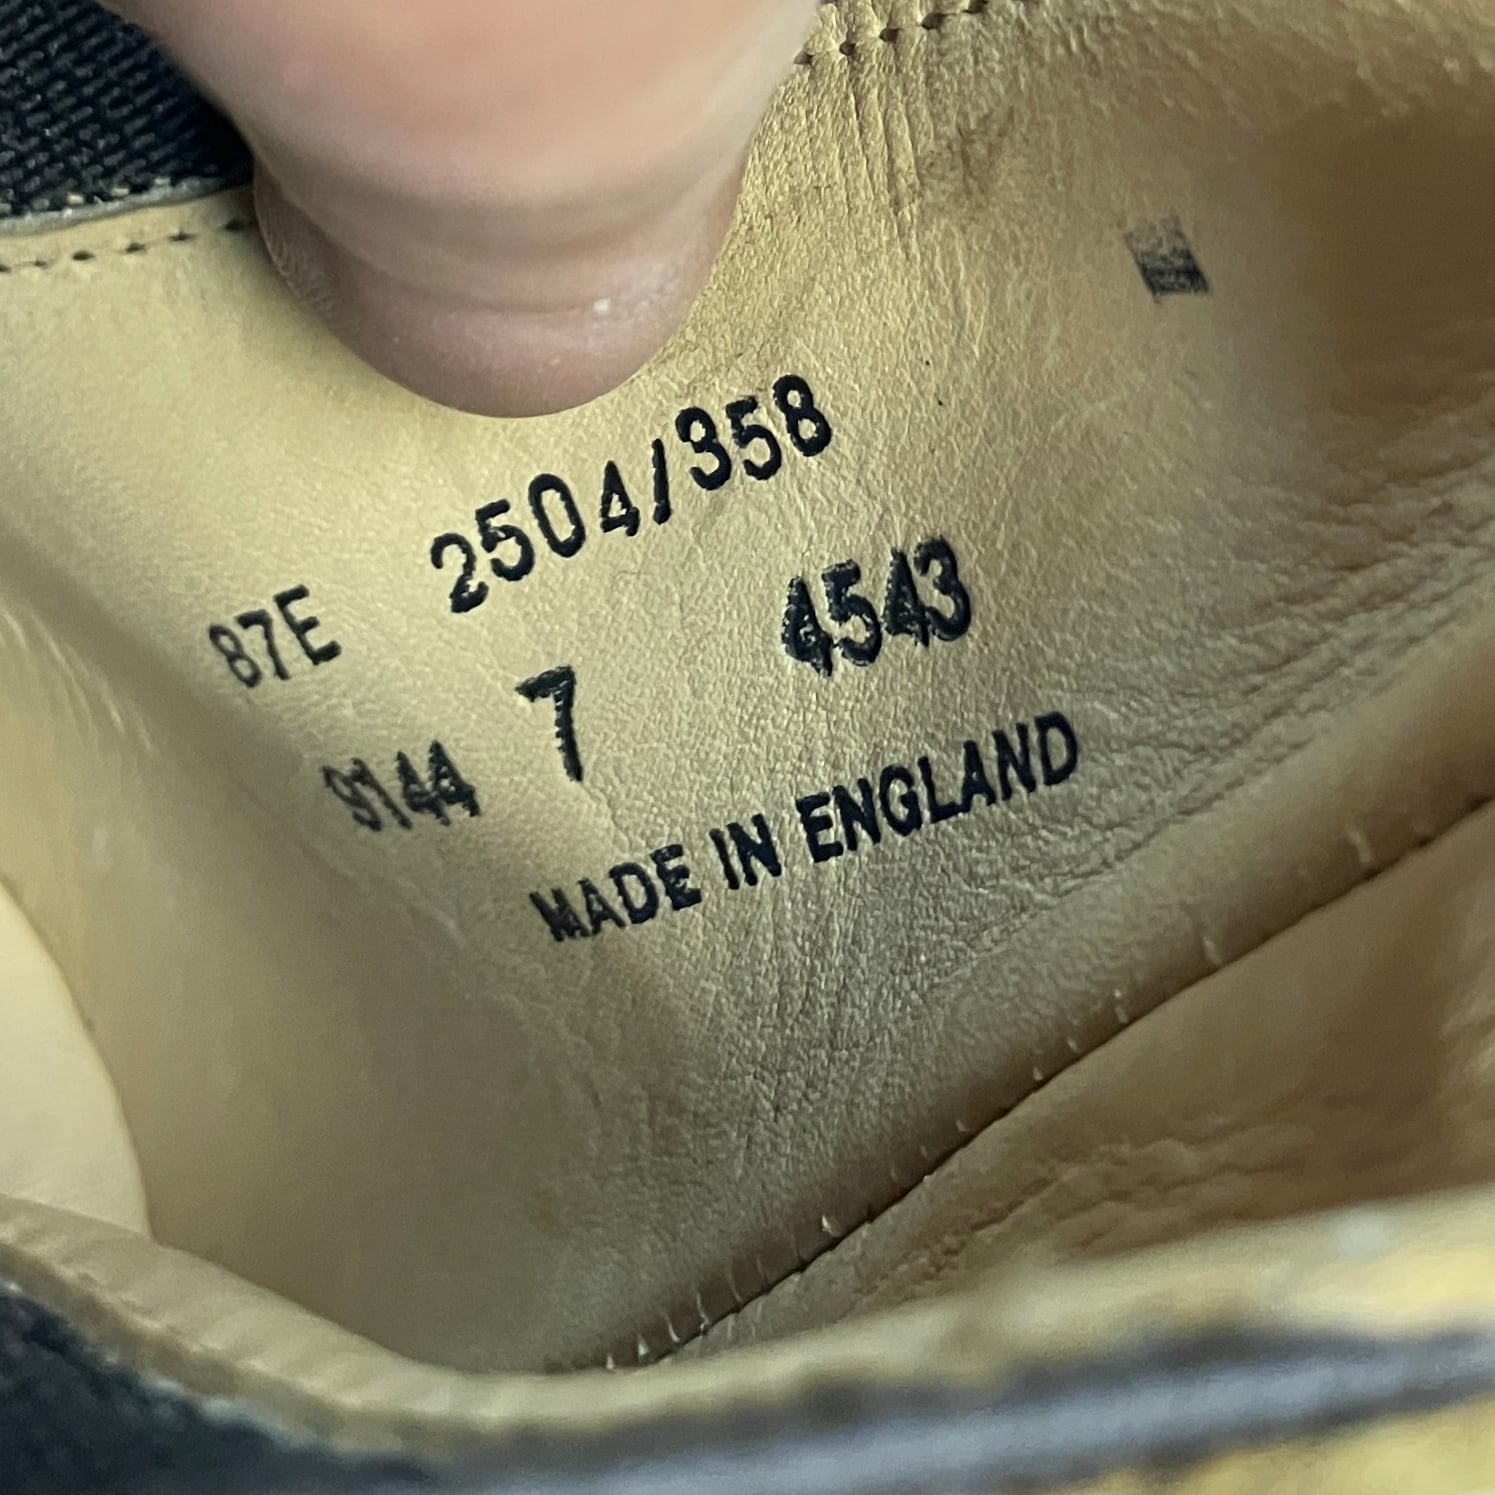 2504/358
87E 7 4543
9144
MADE IN ENGLAND